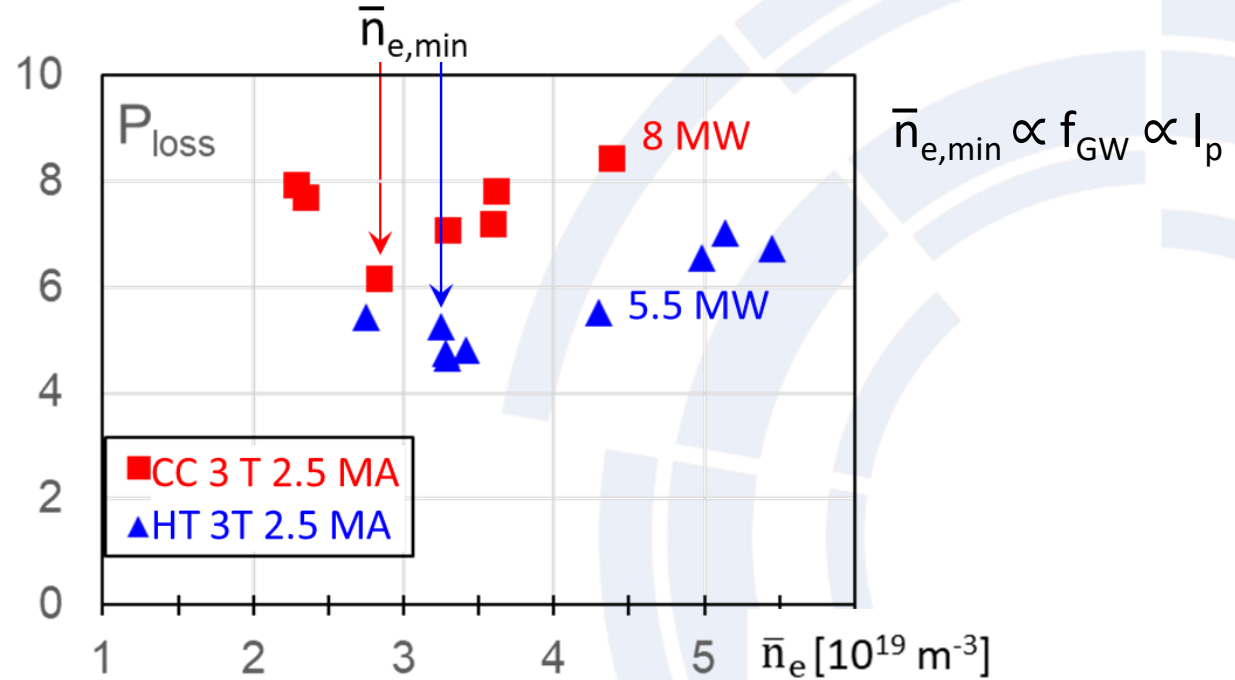 n̄e,min
10
Ploss
8 MW
n̄e,min ∝ fGW ∝ Ip
8
6
5.5 MW
4
CC 3 T 2.5 MA
2
HT 3T 2.5 MA
0
1 2 3 4 5 n̄e [10¹⁹ m⁻³]